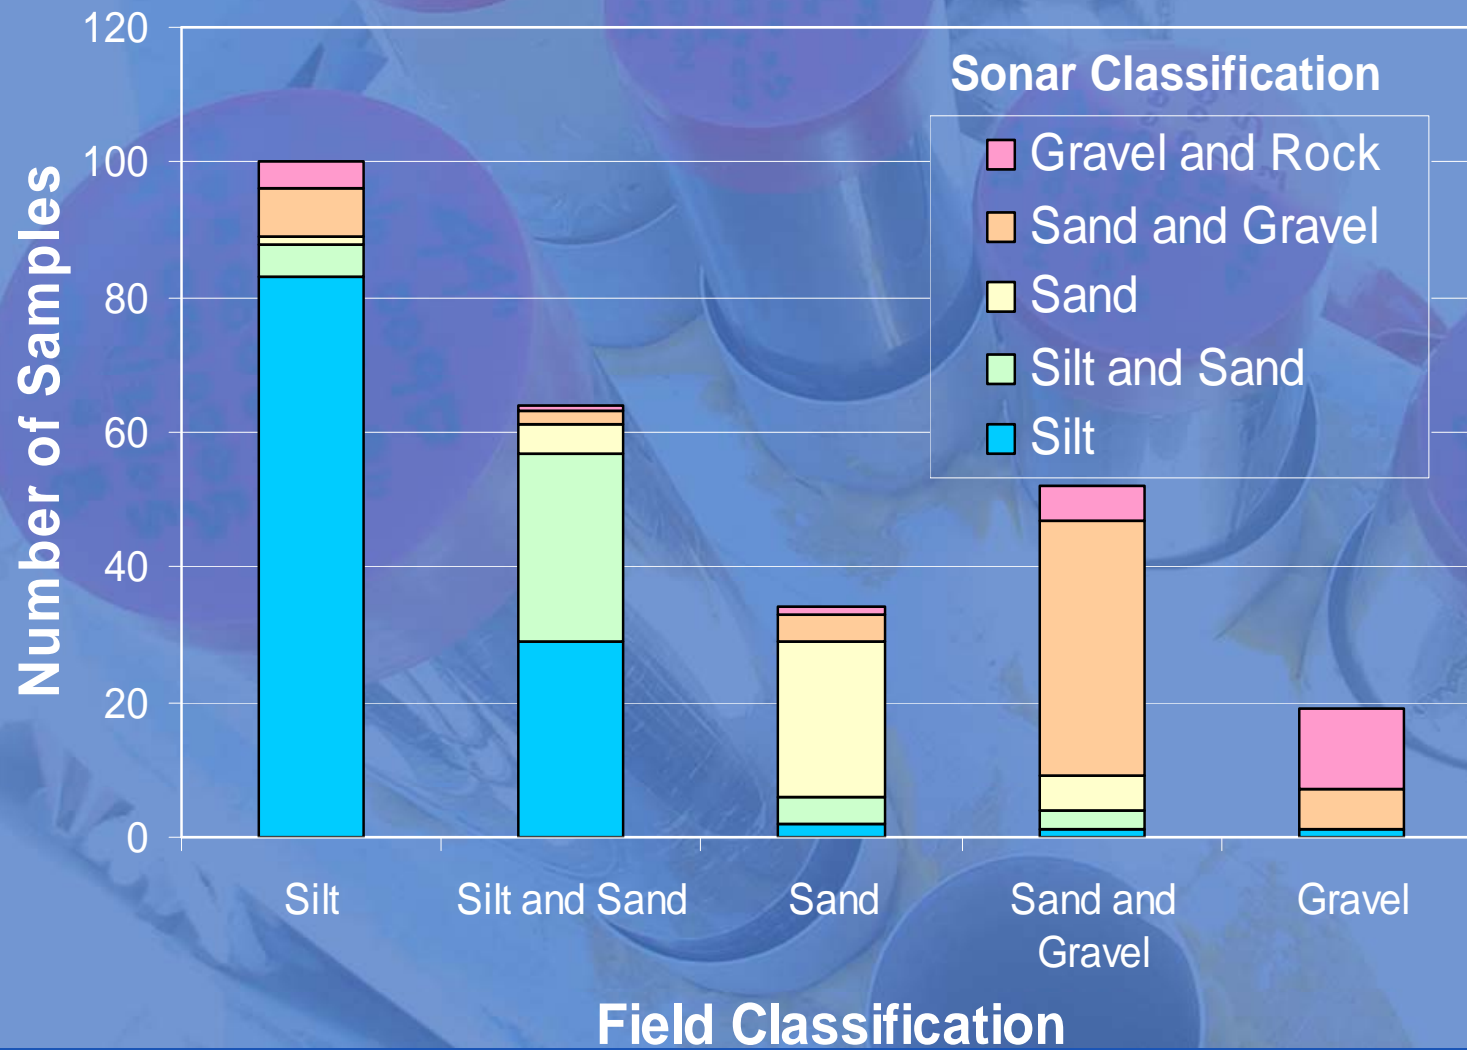 120
100
80
60
40
20
0
Number of Samples
Sonar Classification
Gravel and Rock
Sand and Gravel
Sand
Silt and Sand
Silt
Silt
Silt and Sand
Sand
Sand and
Gravel
Gravel
Field Classification